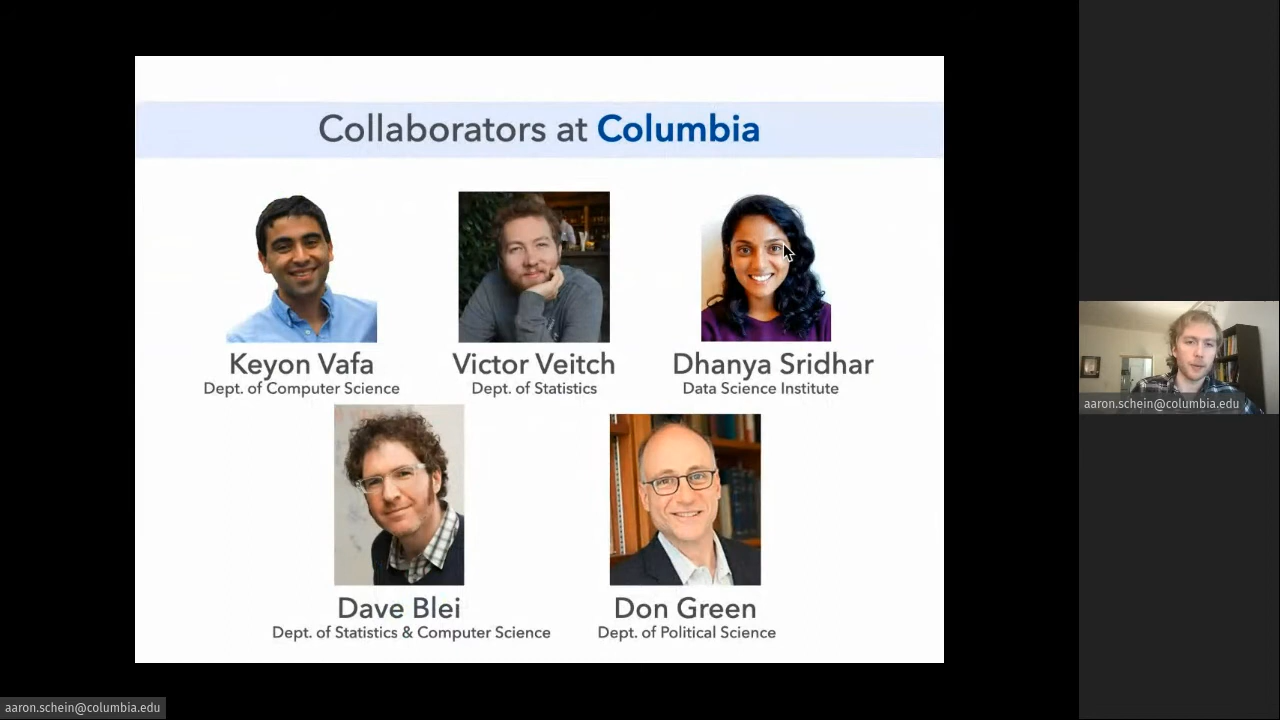 Collaborators at Columbia
Keyon Vafa
Dept. of Computer Science
Victor Veitch
Dept. of Statistics
Dhanya Sridhar
Data Science Institute
Dave Blei
Dept. of Statistics & Computer Science
Don Green
Dept. of Political Science
aaron.schein@columbia.edu
aaron.schein@columbia.edu